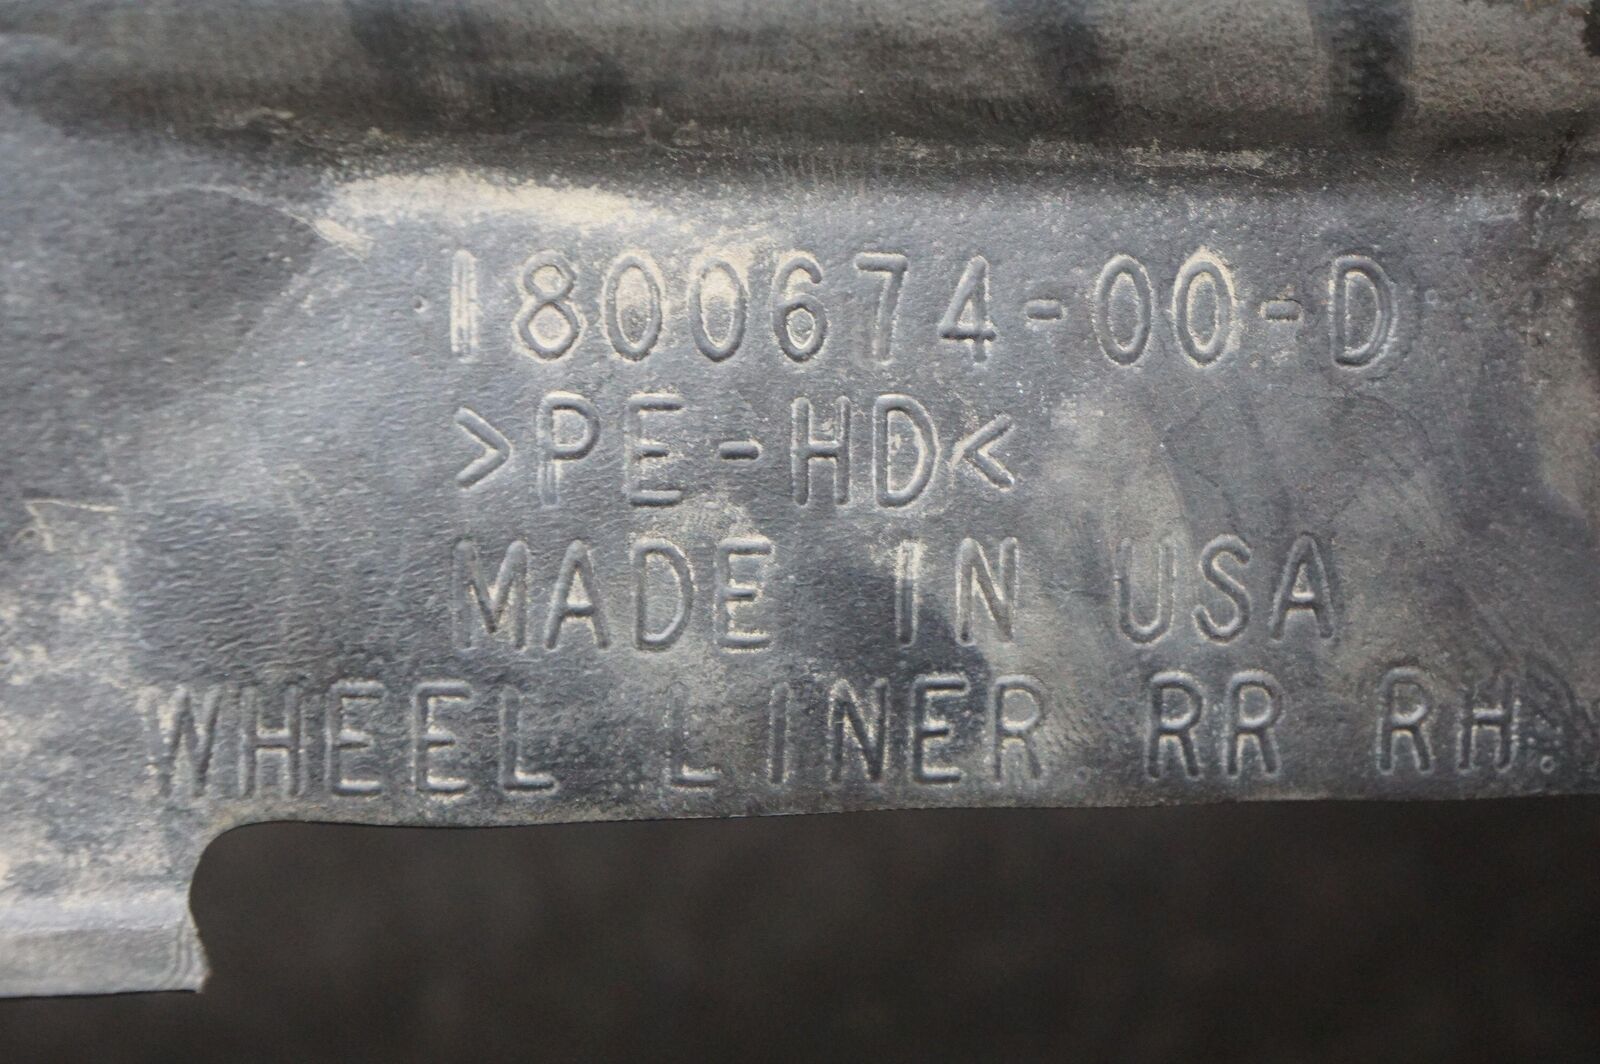 1800674-00-D
>PE-HD<
MADE IN USA
WHEEL LINER RR RH.